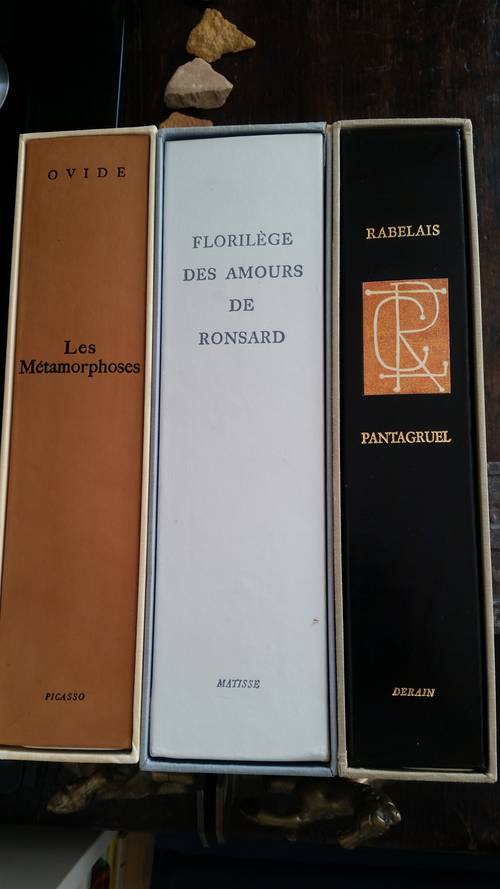 OVIDE
Les
Métamorphoses
PICASSO
FLORILÈGE
DES AMOURS
DE
RONSARD
MATISSE
RABELAIS
PANTAGRUEL
DERAIN